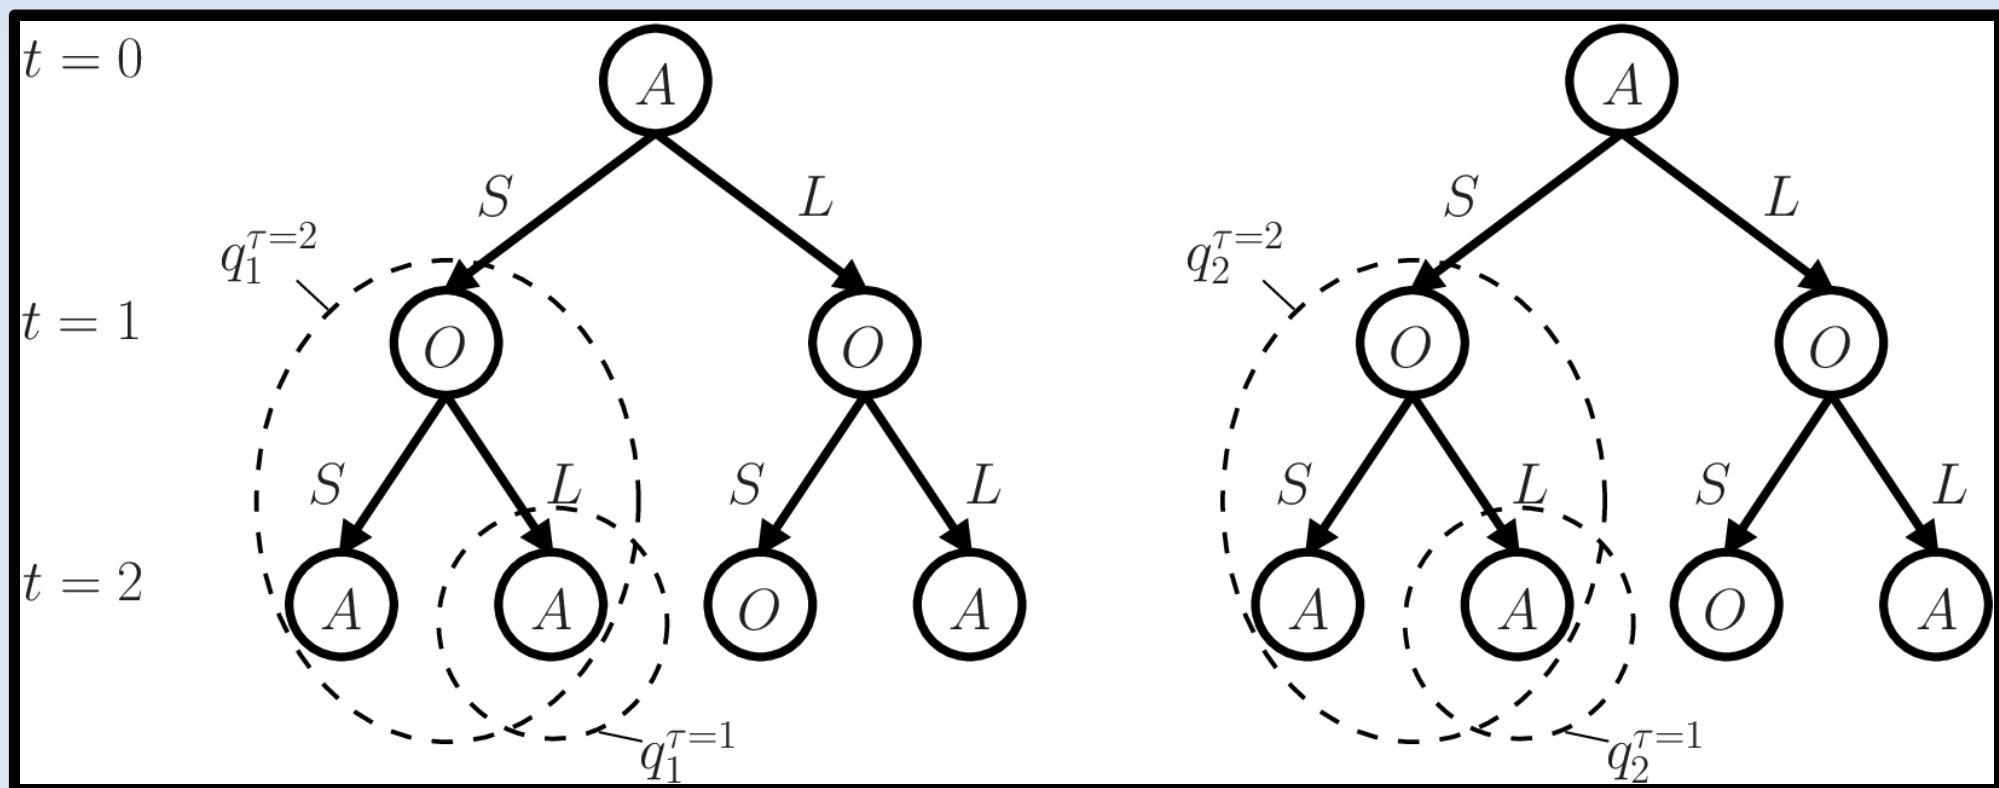 t = 0
A
A
S
L
S
L
q_1^{τ=2}
q_2^{τ=2}
t = 1
O
O
O
O
S
L
S
L
S
L
S
L
t = 2
A
A
O
A
A
A
O
A
q_1^{τ=1}
q_2^{τ=1}